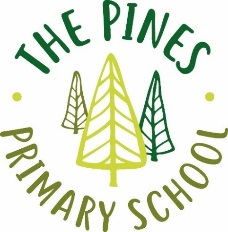 THE PINES
PRIMARY SCHOOL